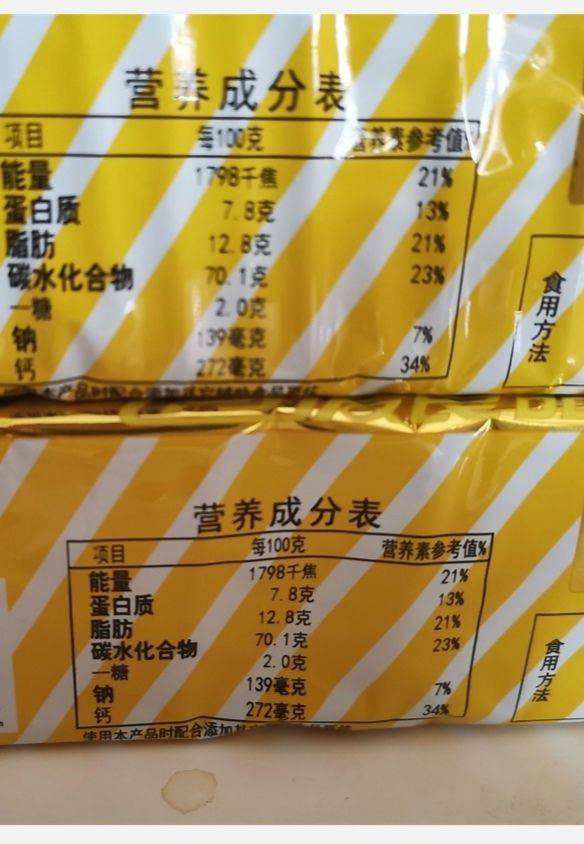 营养成分表
项目 每100克 营养素参考值%
能量 1798千焦 21%
蛋白质 7.8克 13%
脂肪 12.8克 21%
碳水化合物 70.1克 23%
一糖 2.0克
钠 139毫克 7%
钙 272毫克 34%
本产品时配合添加
食用方法
营养成分表
项目 每100克 营养素参考值%
能量 1798千焦 21%
蛋白质 7.8克 13%
脂肪 12.8克 21%
碳水化合物 70.1克 23%
一糖 2.0克
钠 139毫克 7%
钙 272毫克 34%
使用本产品时配合添加
食用方法